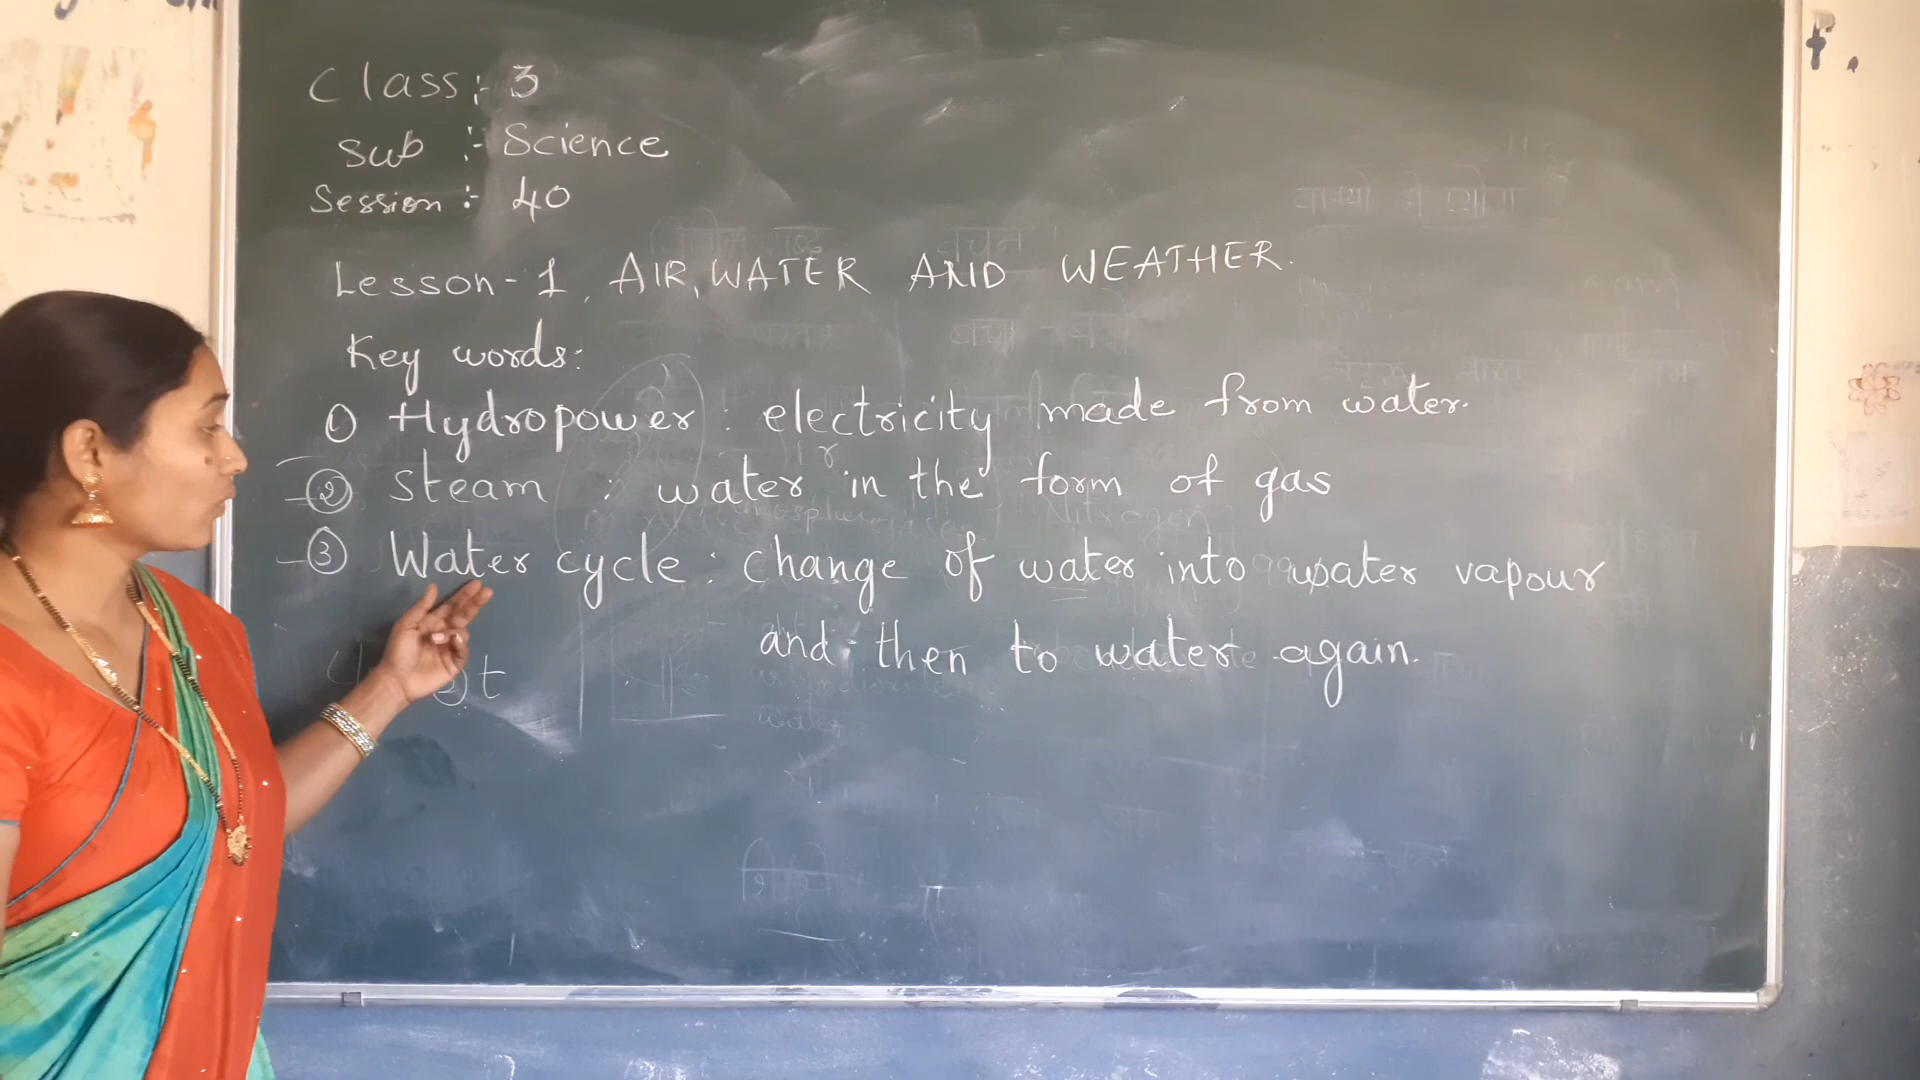 Class :- 3
Sub :- Science
Session :- 40
Lesson - 1, AIR, WATER AND WEATHER.
Key words:
① Hydropower : electricity made from water.
② Steam : water in the form of gas
③ Water cycle : change of water into water vapour
and then to water again.